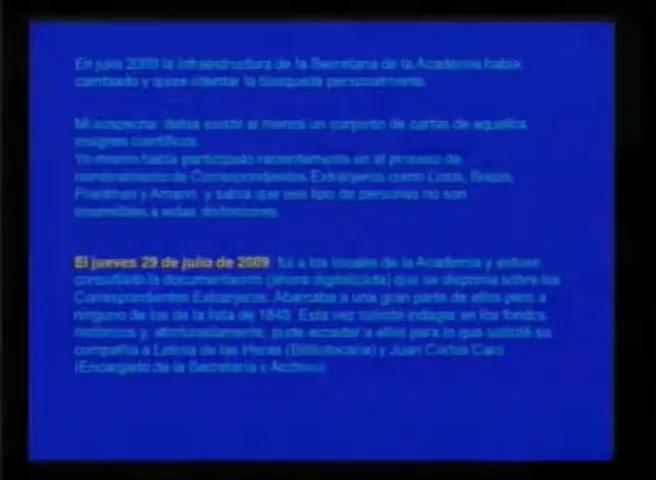 En julio 2009 la infraestructura de la Secretaría de la Academia había
cambiado y quise intentar la búsqueda personalmente.
Mi sospecha: debía existir al menos un conjunto de cartas de aquellos
insignes científicos.
Yo mismo había participado recientemente en el proceso de
nombramientos de Correspondientes Extranjeros como Lions, Brezis,
Friedman y Amann, y sabía que ese tipo de personas no son
insensibles a estas distinciones.
El jueves 29 de julio de 2009, fui a los locales de la Academia y estuve
consultado la documentación (ahora digitalizada) que se disponía sobre los
Correspondientes Extranjeros. Abarcaba a una gran parte de ellos pero a
ninguno de los de la lista de 1848. Esta vez solicité indagar en los fondos
históricos y, afortunadamente, pude acceder a ellos para lo que solicité su
compañía a Leticia de las Heras (Bibliotecaria) y Juan Carlos Caro
(Encargado de la Secretaría y Archivo)